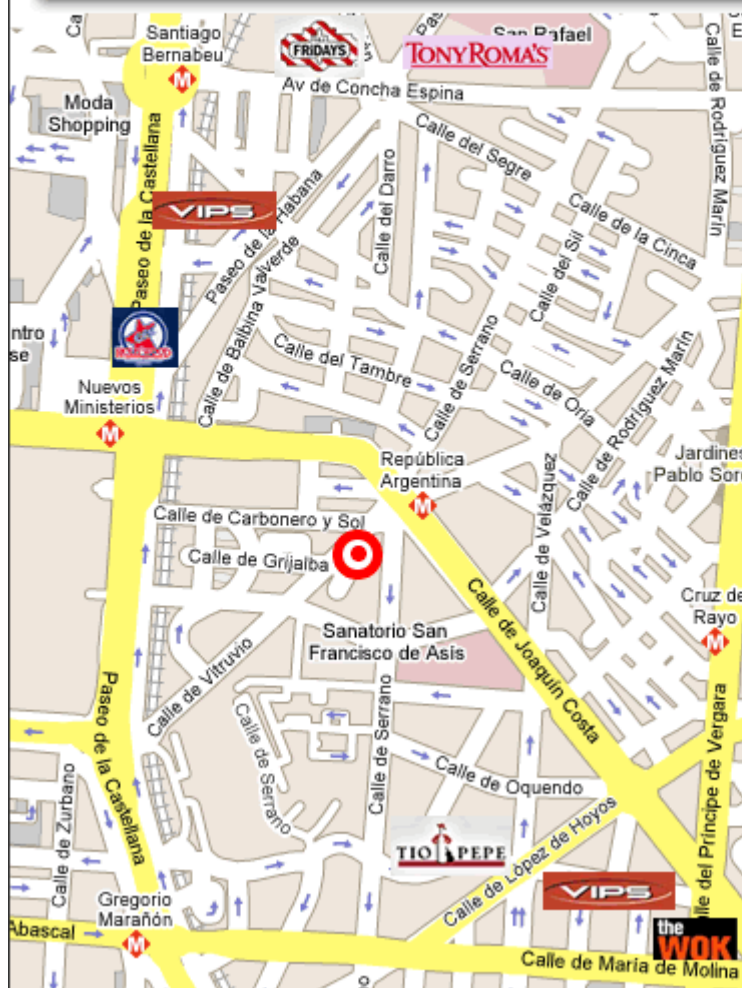 Santiago
Bernabeu
FRIDAYS
TONY ROMA'S
San Rafael
Ca
Pas
Av de Concha Espina
Moda
Shopping
Calle del Segre
Calle de Rodriguez Marín
Paseo de la Castellana
VIPS
Paseo de la Habana
Calle del Darro
Calle de la Cinca
Calle del Sil
Calle de Balbina Valverde
ntro
se
Calle del Tambre
Calle de Serrano
Calle de Oria
Calle de Rodriguez Marín
Nuevos
Ministerios
M
República
Argentina
M
Jardines
Pablo Sor
Calle de Velázquez
Calle de Carbonero y Sol
Calle de Grijalba
Cruz de
Rayo
M
Sanatorio San
Francisco de Asís
Calle de Joaquín Costa
Calle de Vitruvio
Paseo de la Castellana
Calle de Serrano
Calle de Serrano
Calle de Oquendo
Calle de Zurbano
TIO PEPE
Calle de López de Hoyos
VIPS
lle del Príncipe de Vergara
Gregorio
Marañón
M
Abascal
the
WOK
Calle de María de Molina